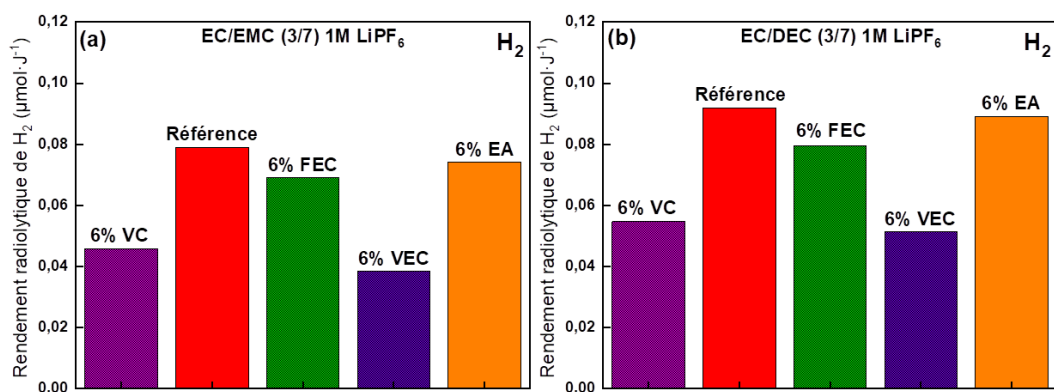 (a)
EC/EMC (3/7) 1M LiPF6
H2
Rendement radiolytique de H2 (µmol·J-1)
0,12
0,10
0,08
0,06
0,04
0,02
0,00
6% VC
Référence
6% FEC
6% VEC
6% EA
(b)
EC/DEC (3/7) 1M LiPF6
H2
Rendement radiolytique de H2 (µmol·J-1)
0,12
0,10
0,08
0,06
0,04
0,02
0,00
6% VC
Référence
6% FEC
6% VEC
6% EA